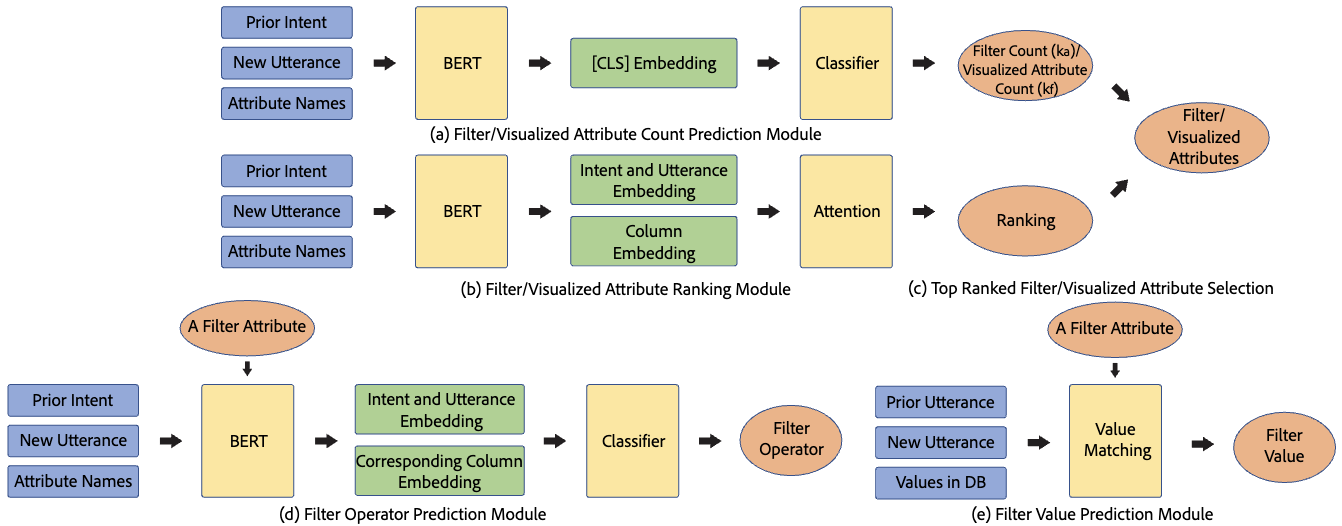 Prior Intent
New Utterance
Attribute Names
BERT
[CLS] Embedding
Classifier
Filter Count (ka)/
Visualized Attribute
Count (kf)
(a) Filter/Visualized Attribute Count Prediction Module
Filter/
Visualized
Attributes
Prior Intent
New Utterance
Attribute Names
BERT
Intent and Utterance
Embedding
Column
Embedding
Attention
Ranking
(b) Filter/Visualized Attribute Ranking Module
(c) Top Ranked Filter/Visualized Attribute Selection
A Filter Attribute
Prior Intent
New Utterance
Attribute Names
BERT
Intent and Utterance
Embedding
Corresponding Column
Embedding
Classifier
Filter
Operator
(d) Filter Operator Prediction Module
A Filter Attribute
Prior Utterance
New Utterance
Values in DB
Value
Matching
Filter
Value
(e) Filter Value Prediction Module